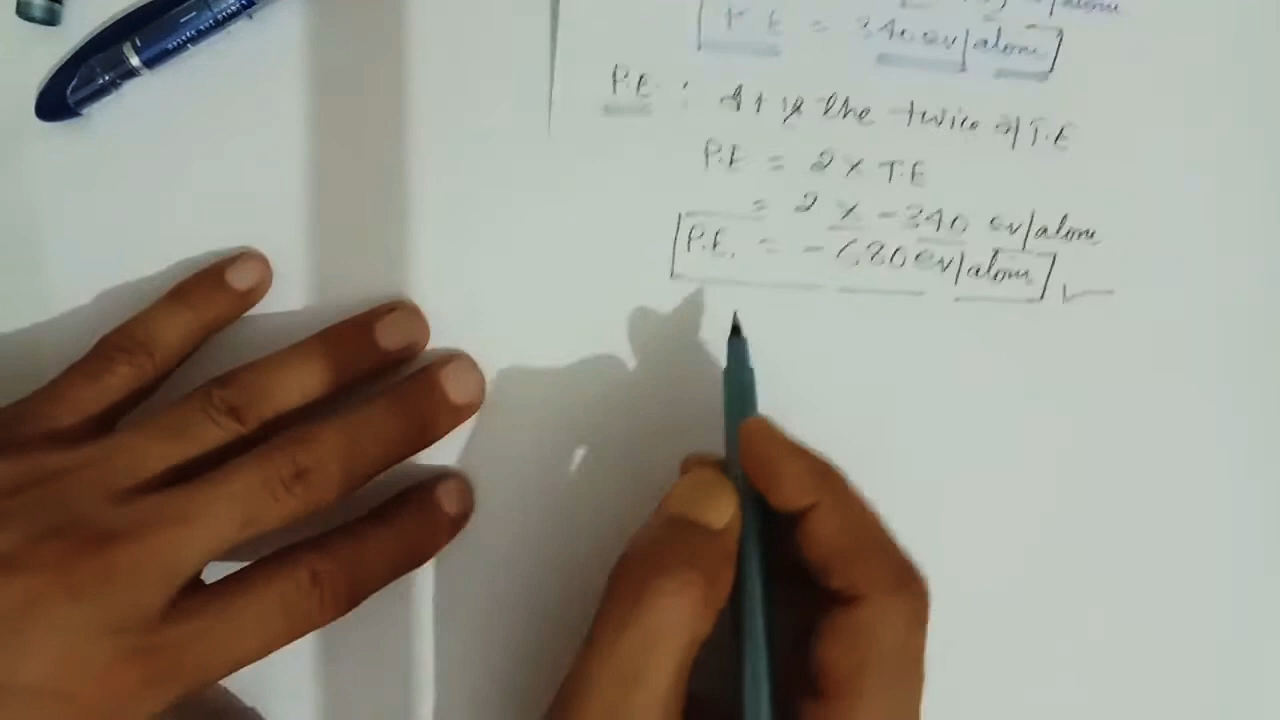 K.E = 340 ev/atom]
P.E : It is the twice of T.E
P.E = 2 x T.E
= 2 x -340 ev/atom
[P.E. = -680 ev/atom]